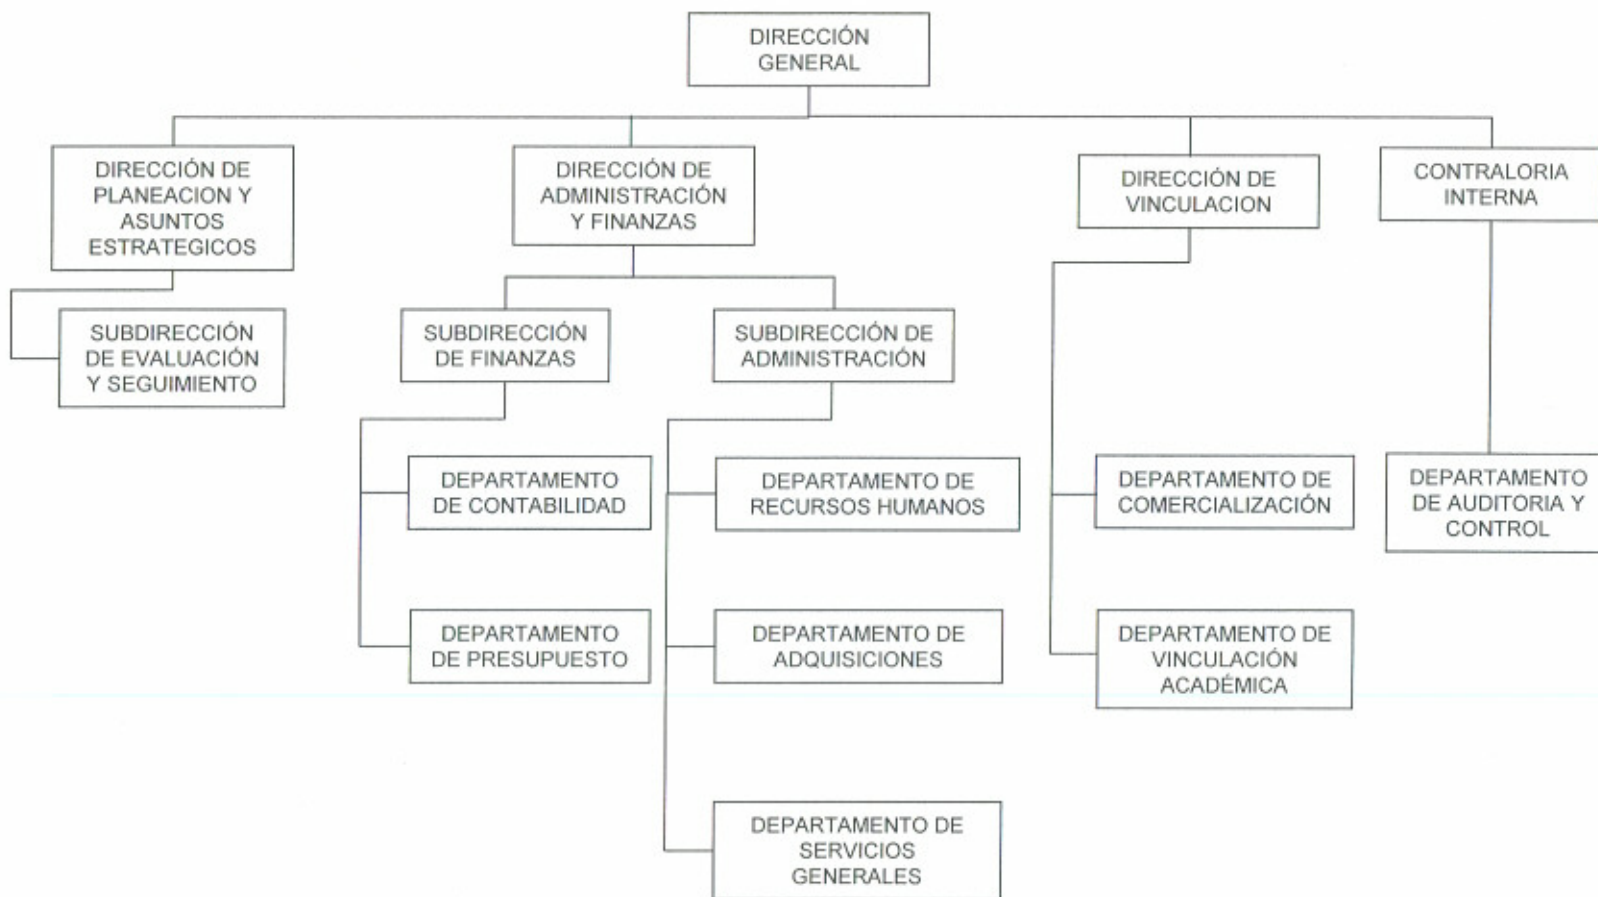 DIRECCIÓN
GENERAL
DIRECCIÓN DE
PLANEACION Y
ASUNTOS
ESTRATEGICOS
DIRECCIÓN DE
ADMINISTRACIÓN
Y FINANZAS
DIRECCIÓN DE
VINCULACION
CONTRALORIA
INTERNA
SUBDIRECCIÓN
DE EVALUACIÓN
Y SEGUIMIENTO
SUBDIRECCIÓN
DE FINANZAS
SUBDIRECCIÓN DE
ADMINISTRACIÓN
DEPARTAMENTO
DE CONTABILIDAD
DEPARTAMENTO DE
RECURSOS HUMANOS
DEPARTAMENTO DE
COMERCIALIZACIÓN
DEPARTAMENTO
DE AUDITORIA Y
CONTROL
DEPARTAMENTO
DE PRESUPUESTO
DEPARTAMENTO DE
ADQUISICIONES
DEPARTAMENTO DE
VINCULACIÓN
ACADÉMICA
DEPARTAMENTO DE
SERVICIOS
GENERALES